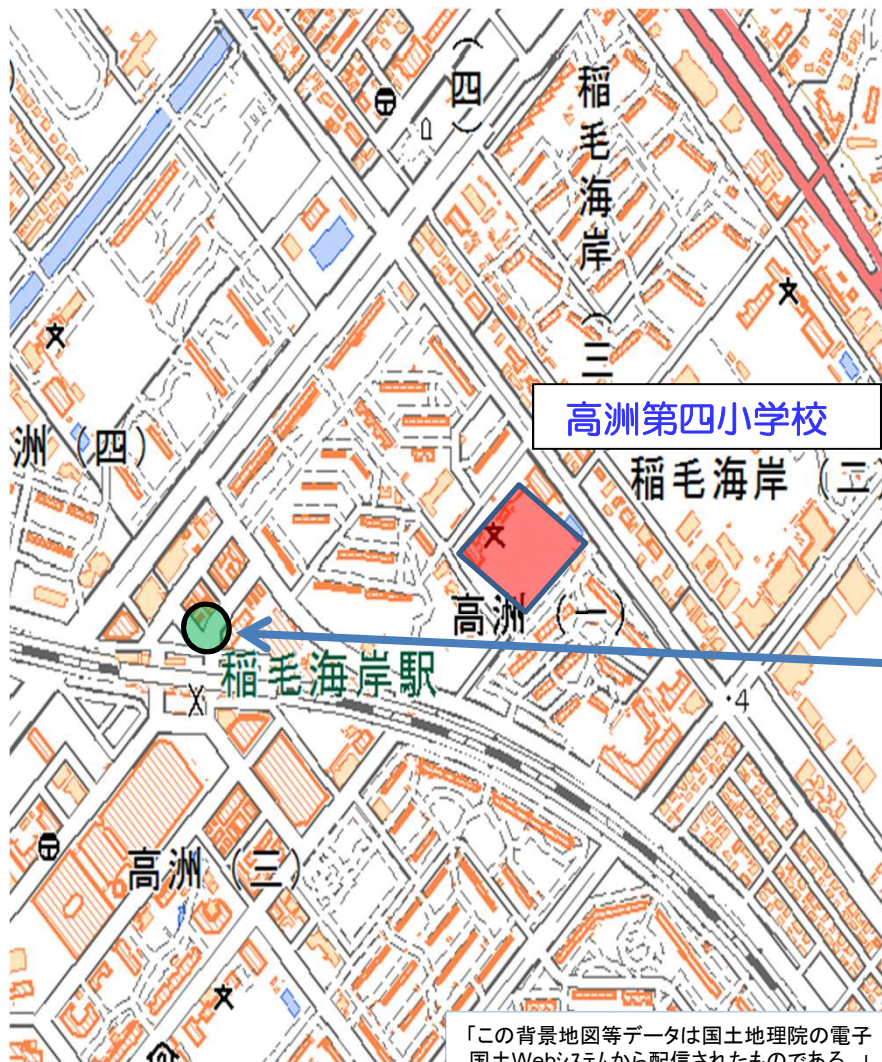 (四)
稲毛海岸(三
高洲第四小学校
洲(四)
稲毛海岸(二)
高洲(一)
稲毛海岸駅
・4
高洲(三)
「この背景地図等データは国土地理院の電子
国土Webシステムから配信されたものである。」